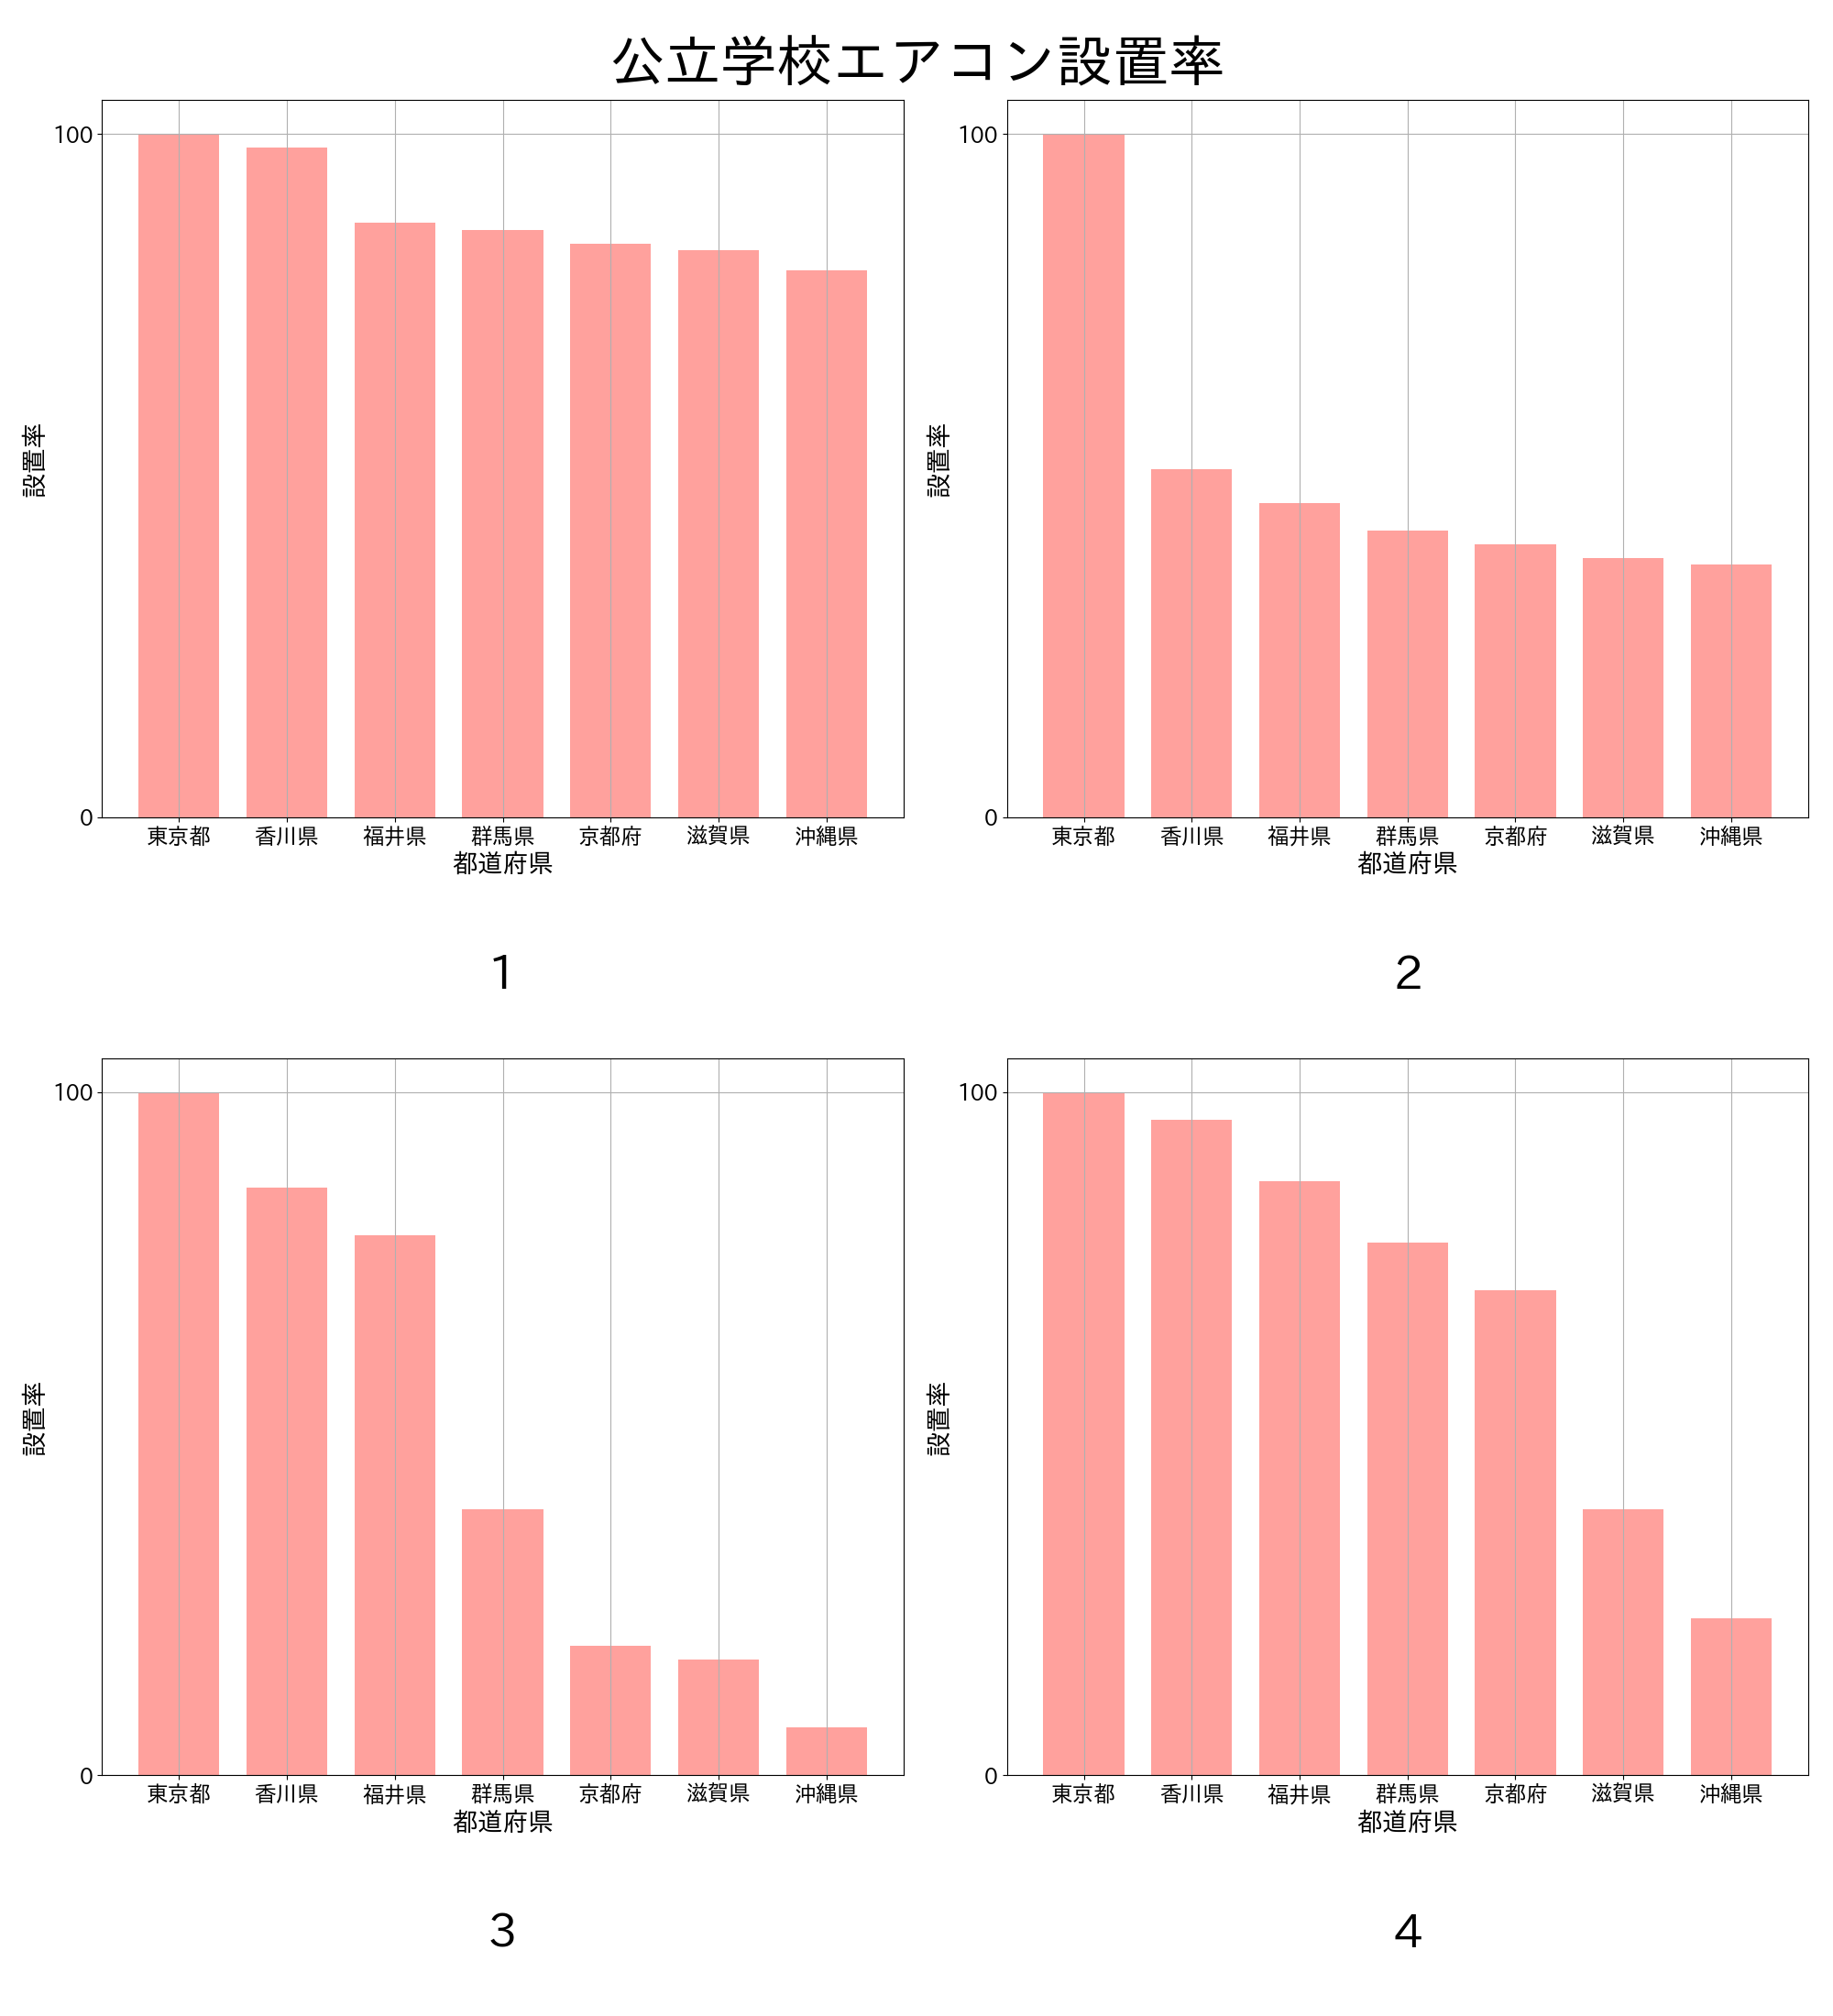 公立学校エアコン設置率
100
0
設置率
東京都 香川県 福井県 群馬県 京都府 滋賀県 沖縄県
都道府県
1
100
0
設置率
東京都 香川県 福井県 群馬県 京都府 滋賀県 沖縄県
都道府県
2
100
0
設置率
東京都 香川県 福井県 群馬県 京都府 滋賀県 沖縄県
都道府県
3
100
0
設置率
東京都 香川県 福井県 群馬県 京都府 滋賀県 沖縄県
都道府県
4